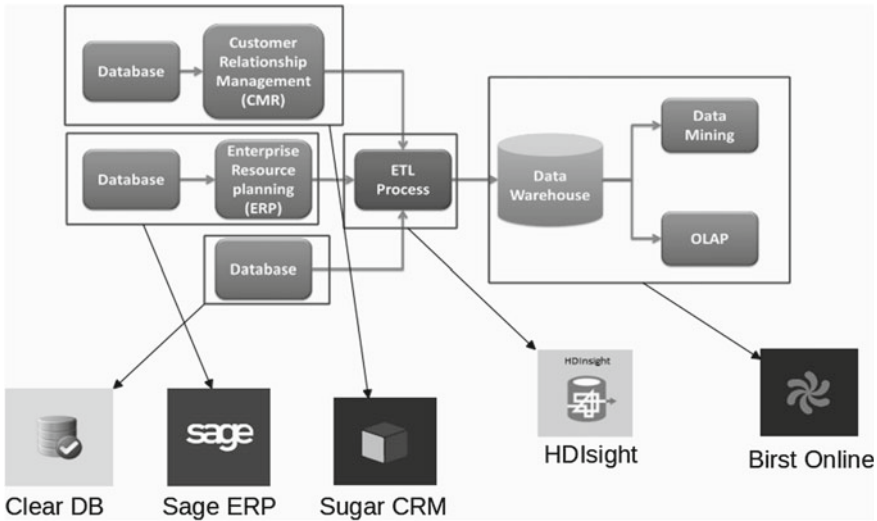 Customer
Relationship
Management
(CMR)
Database
Data
Mining
Enterprise
Resource
planning
(ERP)
Database
ETL
Process
Data
Warehouse
OLAP
Database
HDInsight
sage
HDIsight
Birst Online
Clear DB
Sage ERP
Sugar CRM